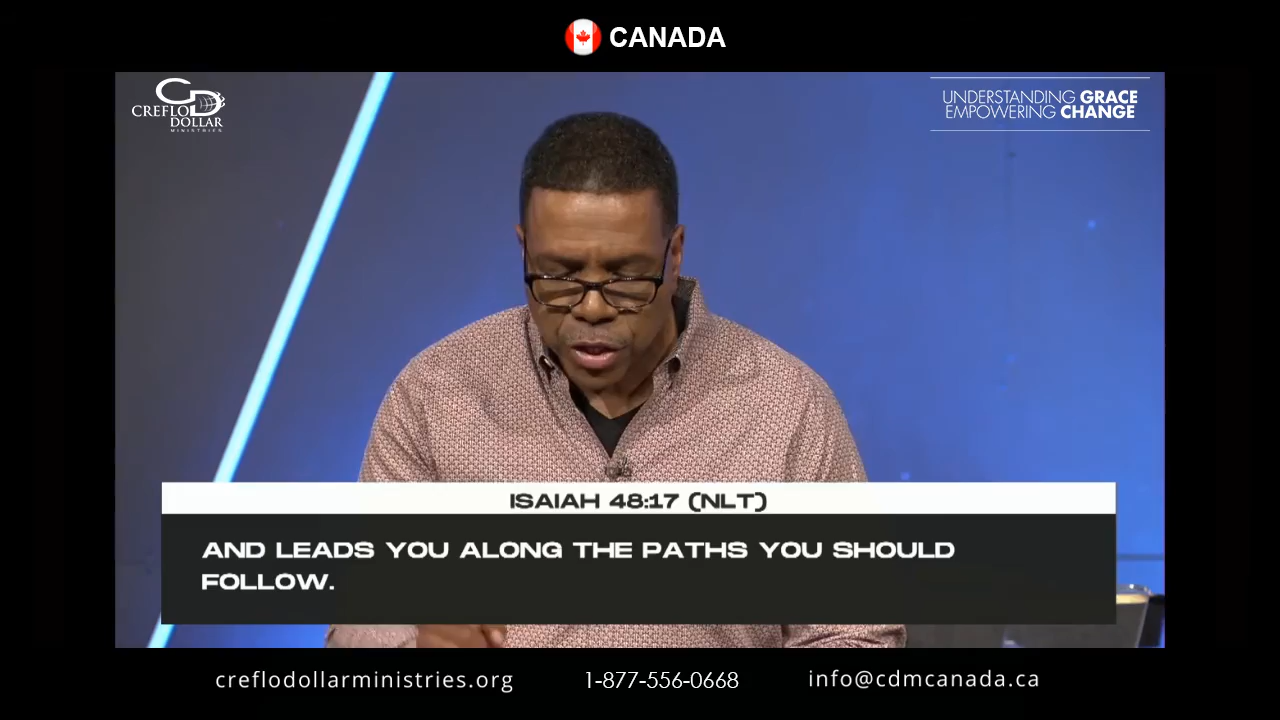 CANADA
CREFLO
DOLLAR
MINISTRIES
UNDERSTANDING GRACE
EMPOWERING CHANGE
ISAIAH 48:17 (NLT)
AND LEADS YOU ALONG THE PATHS YOU SHOULD
FOLLOW.
creflodollarministries.org 1-877-556-0668 info@cdmcanada.ca